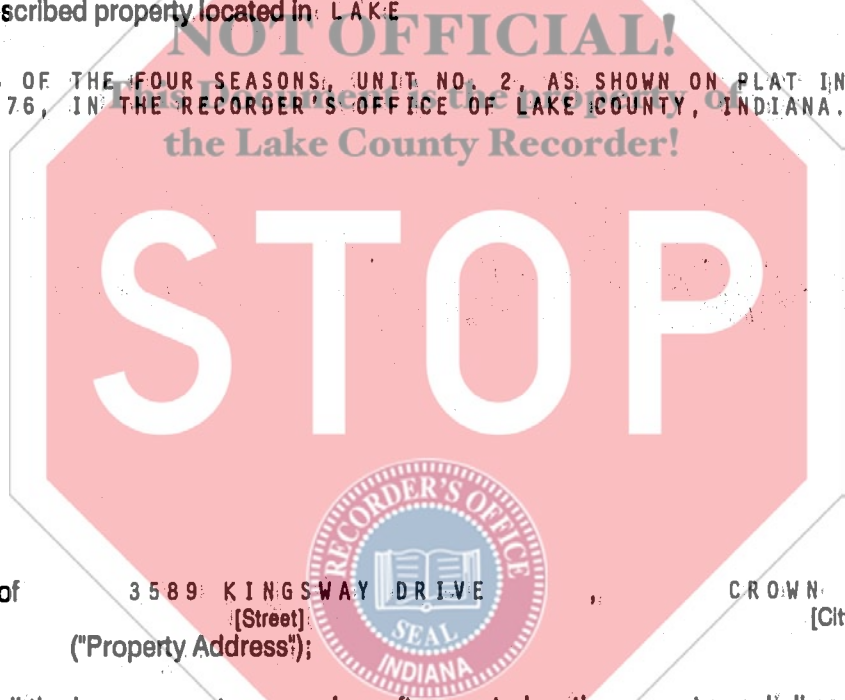 scribed property located in LAKE
NOT OFFICIAL!
OF THE FOUR SEASONS, UNIT NO. 2, AS SHOWN ON PLAT IN
This Document is the property of
76, IN THE RECORDER'S OFFICE OF LAKE COUNTY, INDIANA.
the Lake County Recorder!
STOP
RECORDER'S OFFICE
of 3589 KINGSWAY DRIVE , CROWN
[Street] [Cit
SEAL
("Property Address");
INDIANA